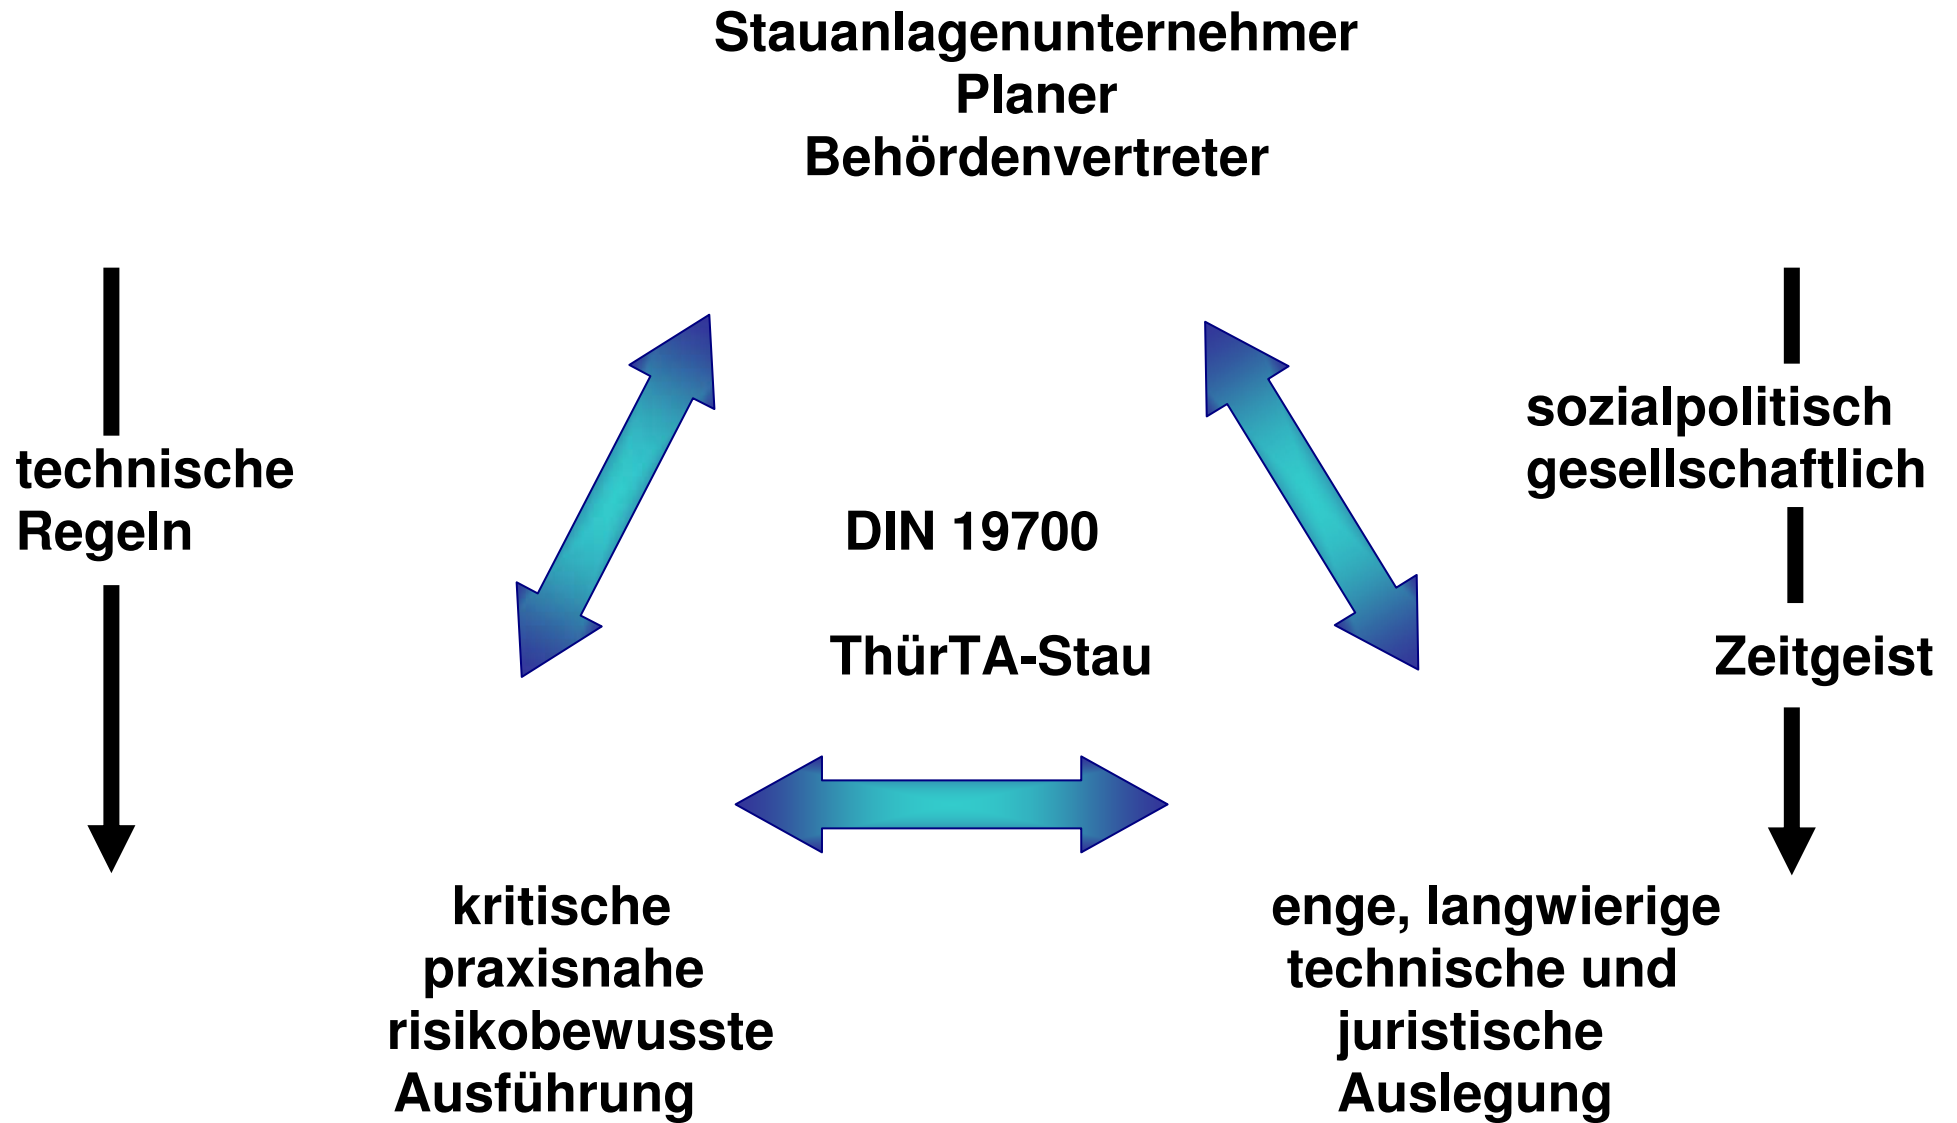 Stauanlagenunternehmer
Planer
Behördenvertreter
technische
Regeln
sozialpolitisch
gesellschaftlich
Zeitgeist
DIN 19700
ThürTA-Stau
kritische
praxisnahe
risikobewusste
Ausführung
enge, langwierige
technische und
juristische
Auslegung